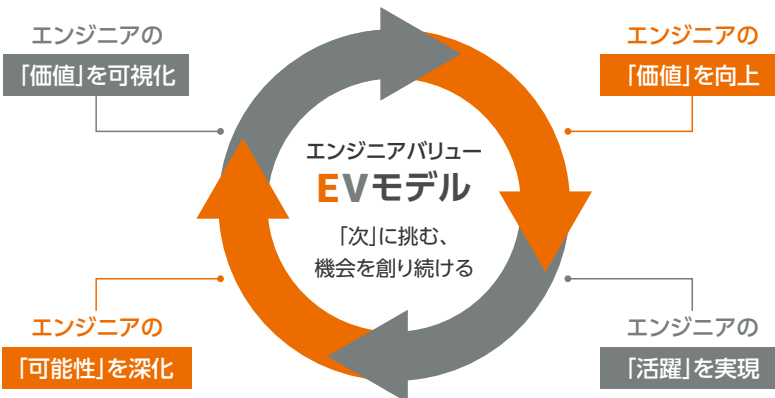 エンジニアの
「価値」を可視化
エンジニアの
「価値」を向上
エンジニアバリュー
EVモデル
「次」に挑む、
機会を創り続ける
エンジニアの
「可能性」を深化
エンジニアの
「活躍」を実現